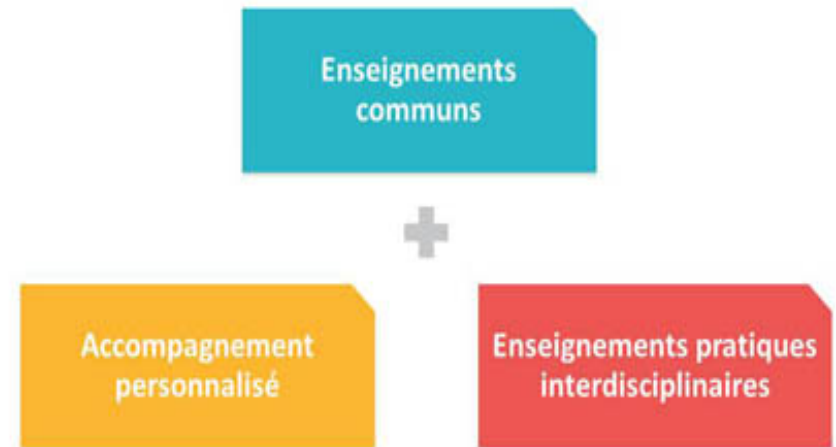 Enseignements
communs
Accompagnement
personnalisé
Enseignements pratiques
interdisciplinaires